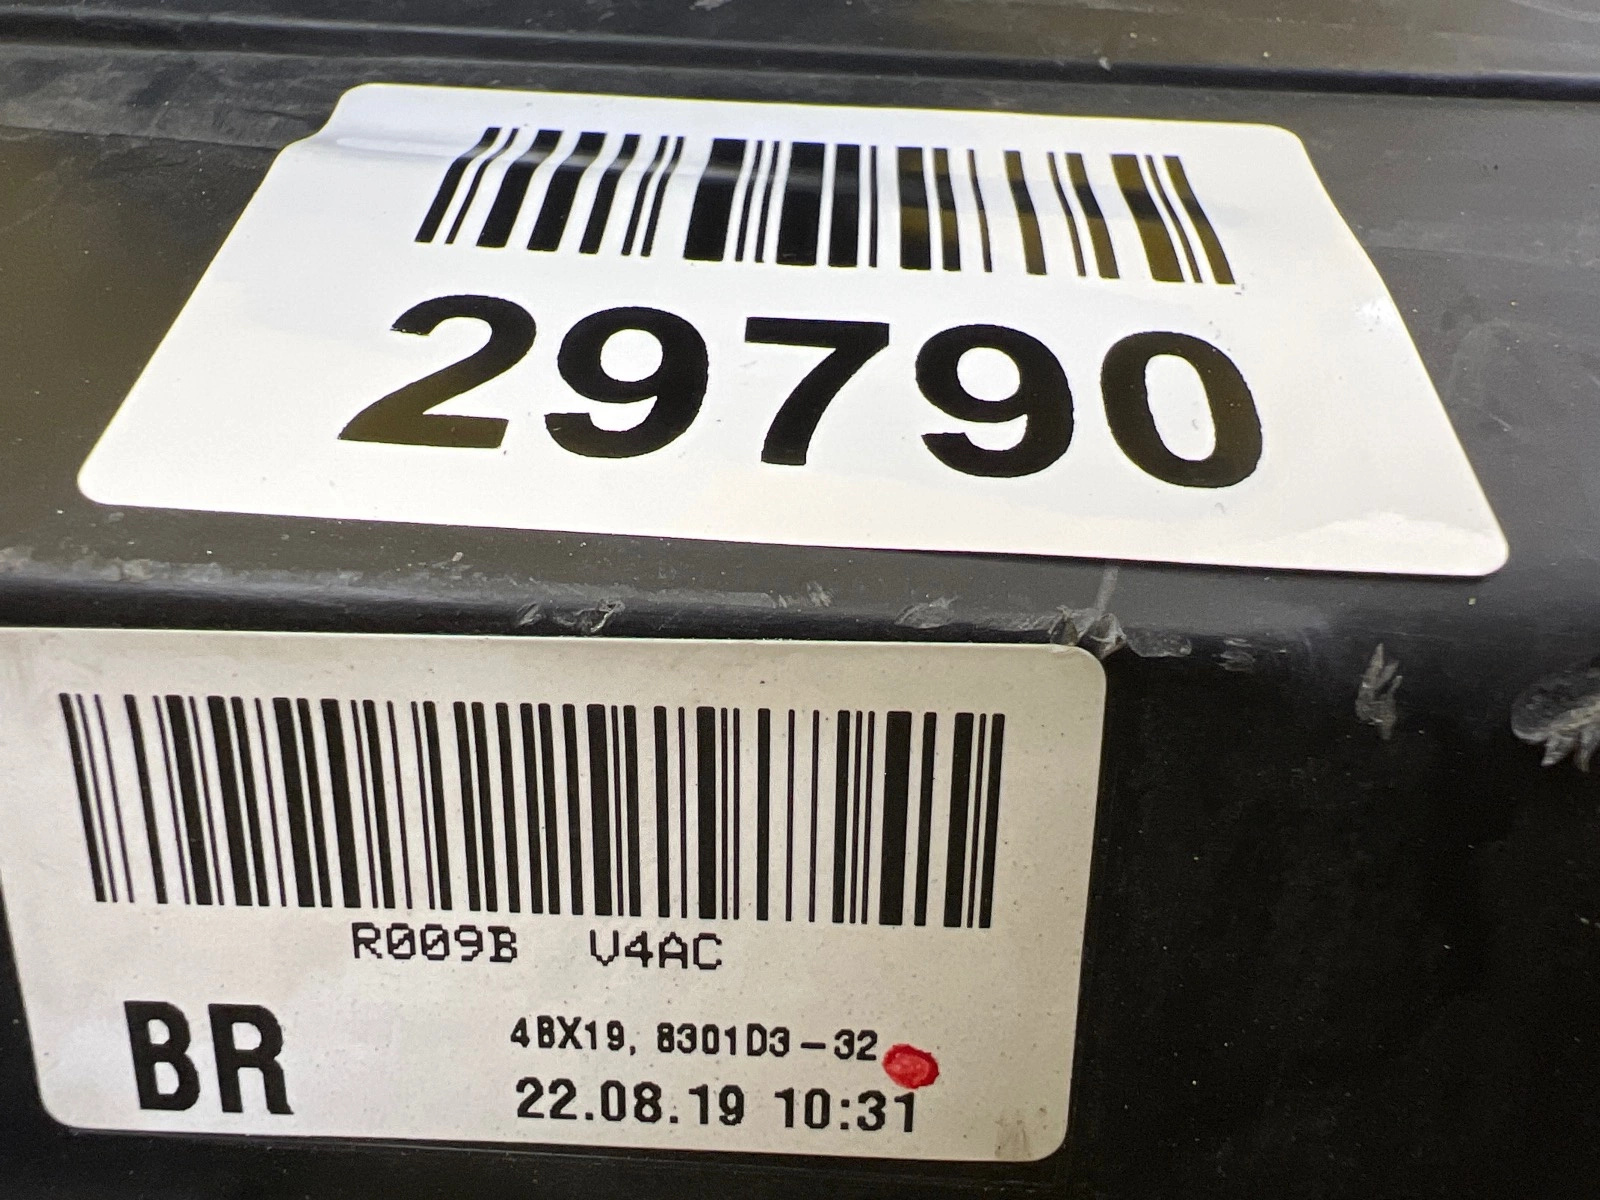 29790
R009B V4AC
BR
4BX19, 8301D3-32
22.08.19 10:31